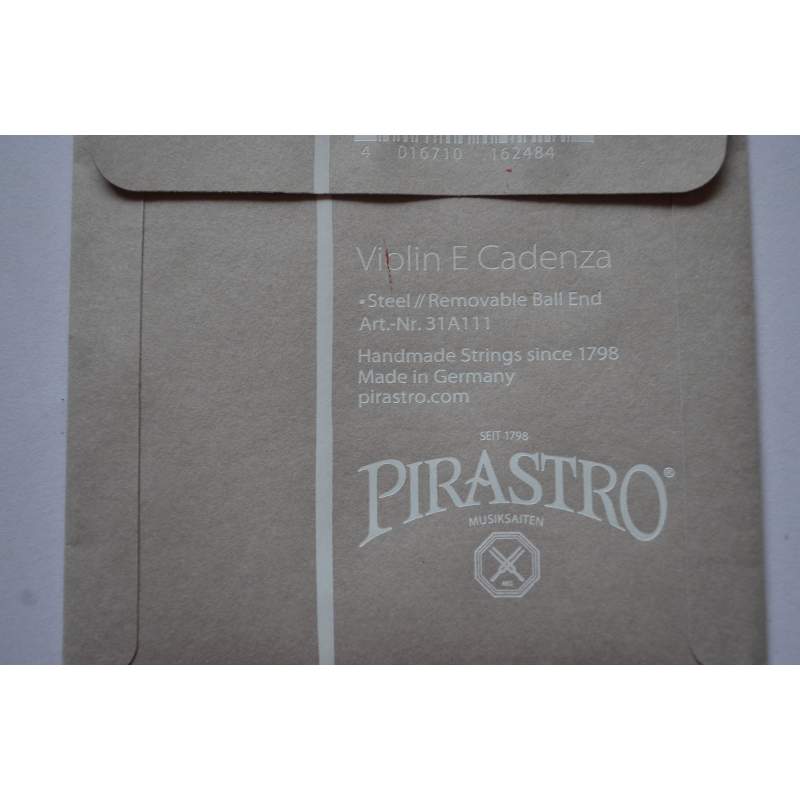 4 016710 162484
Violin E Cadenza
•Steel // Removable Ball End
Art.-Nr. 31A111
Handmade Strings since 1798
Made in Germany
pirastro.com
SEIT 1798
PIRASTRO®
MUSIKSAITEN